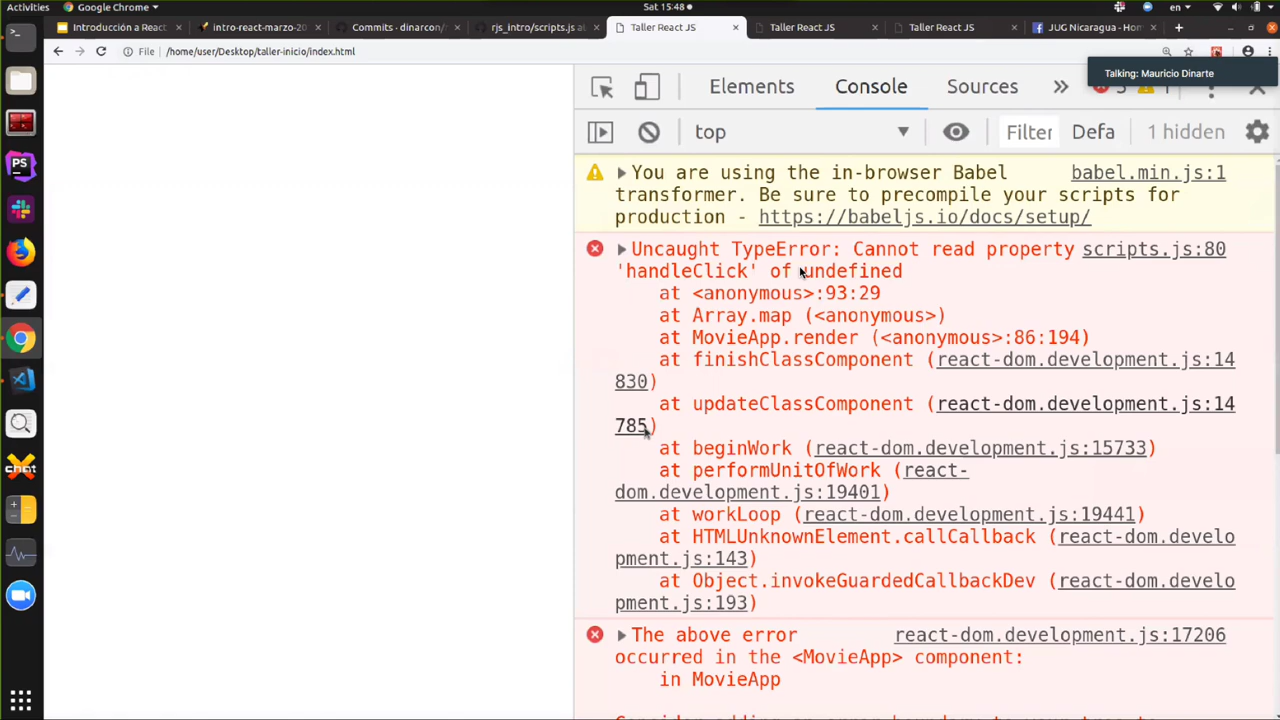 Activities
Google Chrome
Sat 15:48
en
Introducción a React
intro-react-marzo-20
Commits · dinarcon/
rjs_intro/scripts.js at
Taller React JS
Taller React JS
Taller React JS
JUG Nicaragua - Hom
File
/home/user/Desktop/taller-inicio/index.html
Talking: Mauricio Dinarte
Elements
Console
Sources
top
Filter
Defa
1 hidden
You are using the in-browser Babel babel.min.js:1
transformer. Be sure to precompile your scripts for
production - https://babeljs.io/docs/setup/
Uncaught TypeError: Cannot read property scripts.js:80
'handleClick' of undefined
at <anonymous>:93:29
at Array.map (<anonymous>)
at MovieApp.render (<anonymous>:86:194)
at finishClassComponent (react-dom.development.js:14
830)
at updateClassComponent (react-dom.development.js:14
785)
at beginWork (react-dom.development.js:15733)
at performUnitOfWork (react-
dom.development.js:19401)
at workLoop (react-dom.development.js:19441)
at HTMLUnknownElement.callCallback (react-dom.develo
pment.js:143)
at Object.invokeGuardedCallbackDev (react-dom.develo
pment.js:193)
The above error react-dom.development.js:17206
occurred in the <MovieApp> component:
in MovieApp